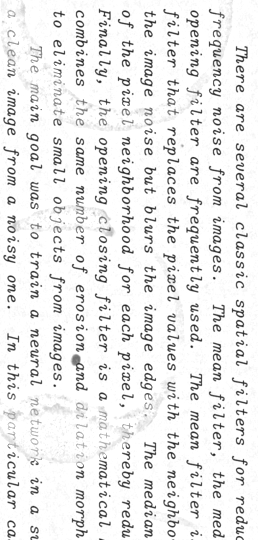 There are several classic spatial filters for reduc
frequency noise from images. The mean filter, the med
opening filter are frequently used. The mean filter i
filter that replaces the pixel values with the neighbo
the image noise but blurs the image edges. The median
of the pixel neighborhood for each pixel, thereby redu
Finally, the opening closing filter is a mathematical
combines the same number of erosion and dilation morph
to eliminate small objects from images.
The main goal was to train a neural network in a su
a clean image from a noisy one. In this particular ca